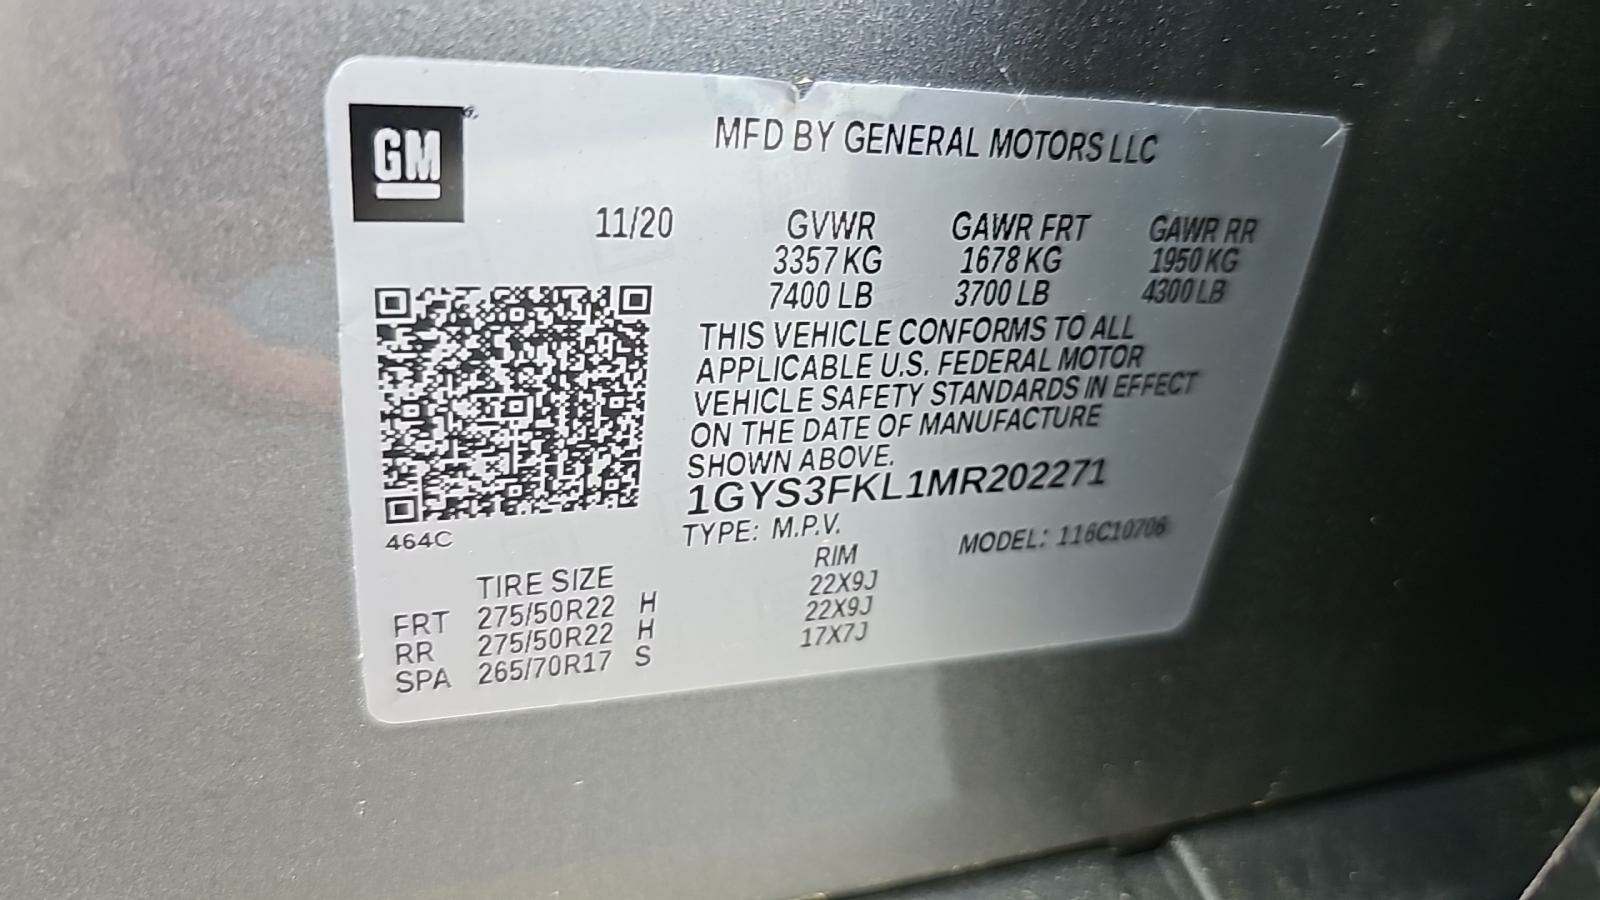 GM
MFD BY GENERAL MOTORS LLC
11/20 GVWR GAWR FRT GAWR RR
3357 KG 1678 KG 1950 KG
7400 LB 3700 LB 4300 LB
THIS VEHICLE CONFORMS TO ALL
APPLICABLE U.S. FEDERAL MOTOR
VEHICLE SAFETY STANDARDS IN EFFECT
ON THE DATE OF MANUFACTURE
SHOWN ABOVE.
1GYS3FKL1MR202271
464C
TYPE: M.P.V. MODEL: 116C10706
TIRE SIZE RIM
FRT 275/50R22 H 22X9J
RR 275/50R22 H 22X9J
SPA 265/70R17 S 17X7J